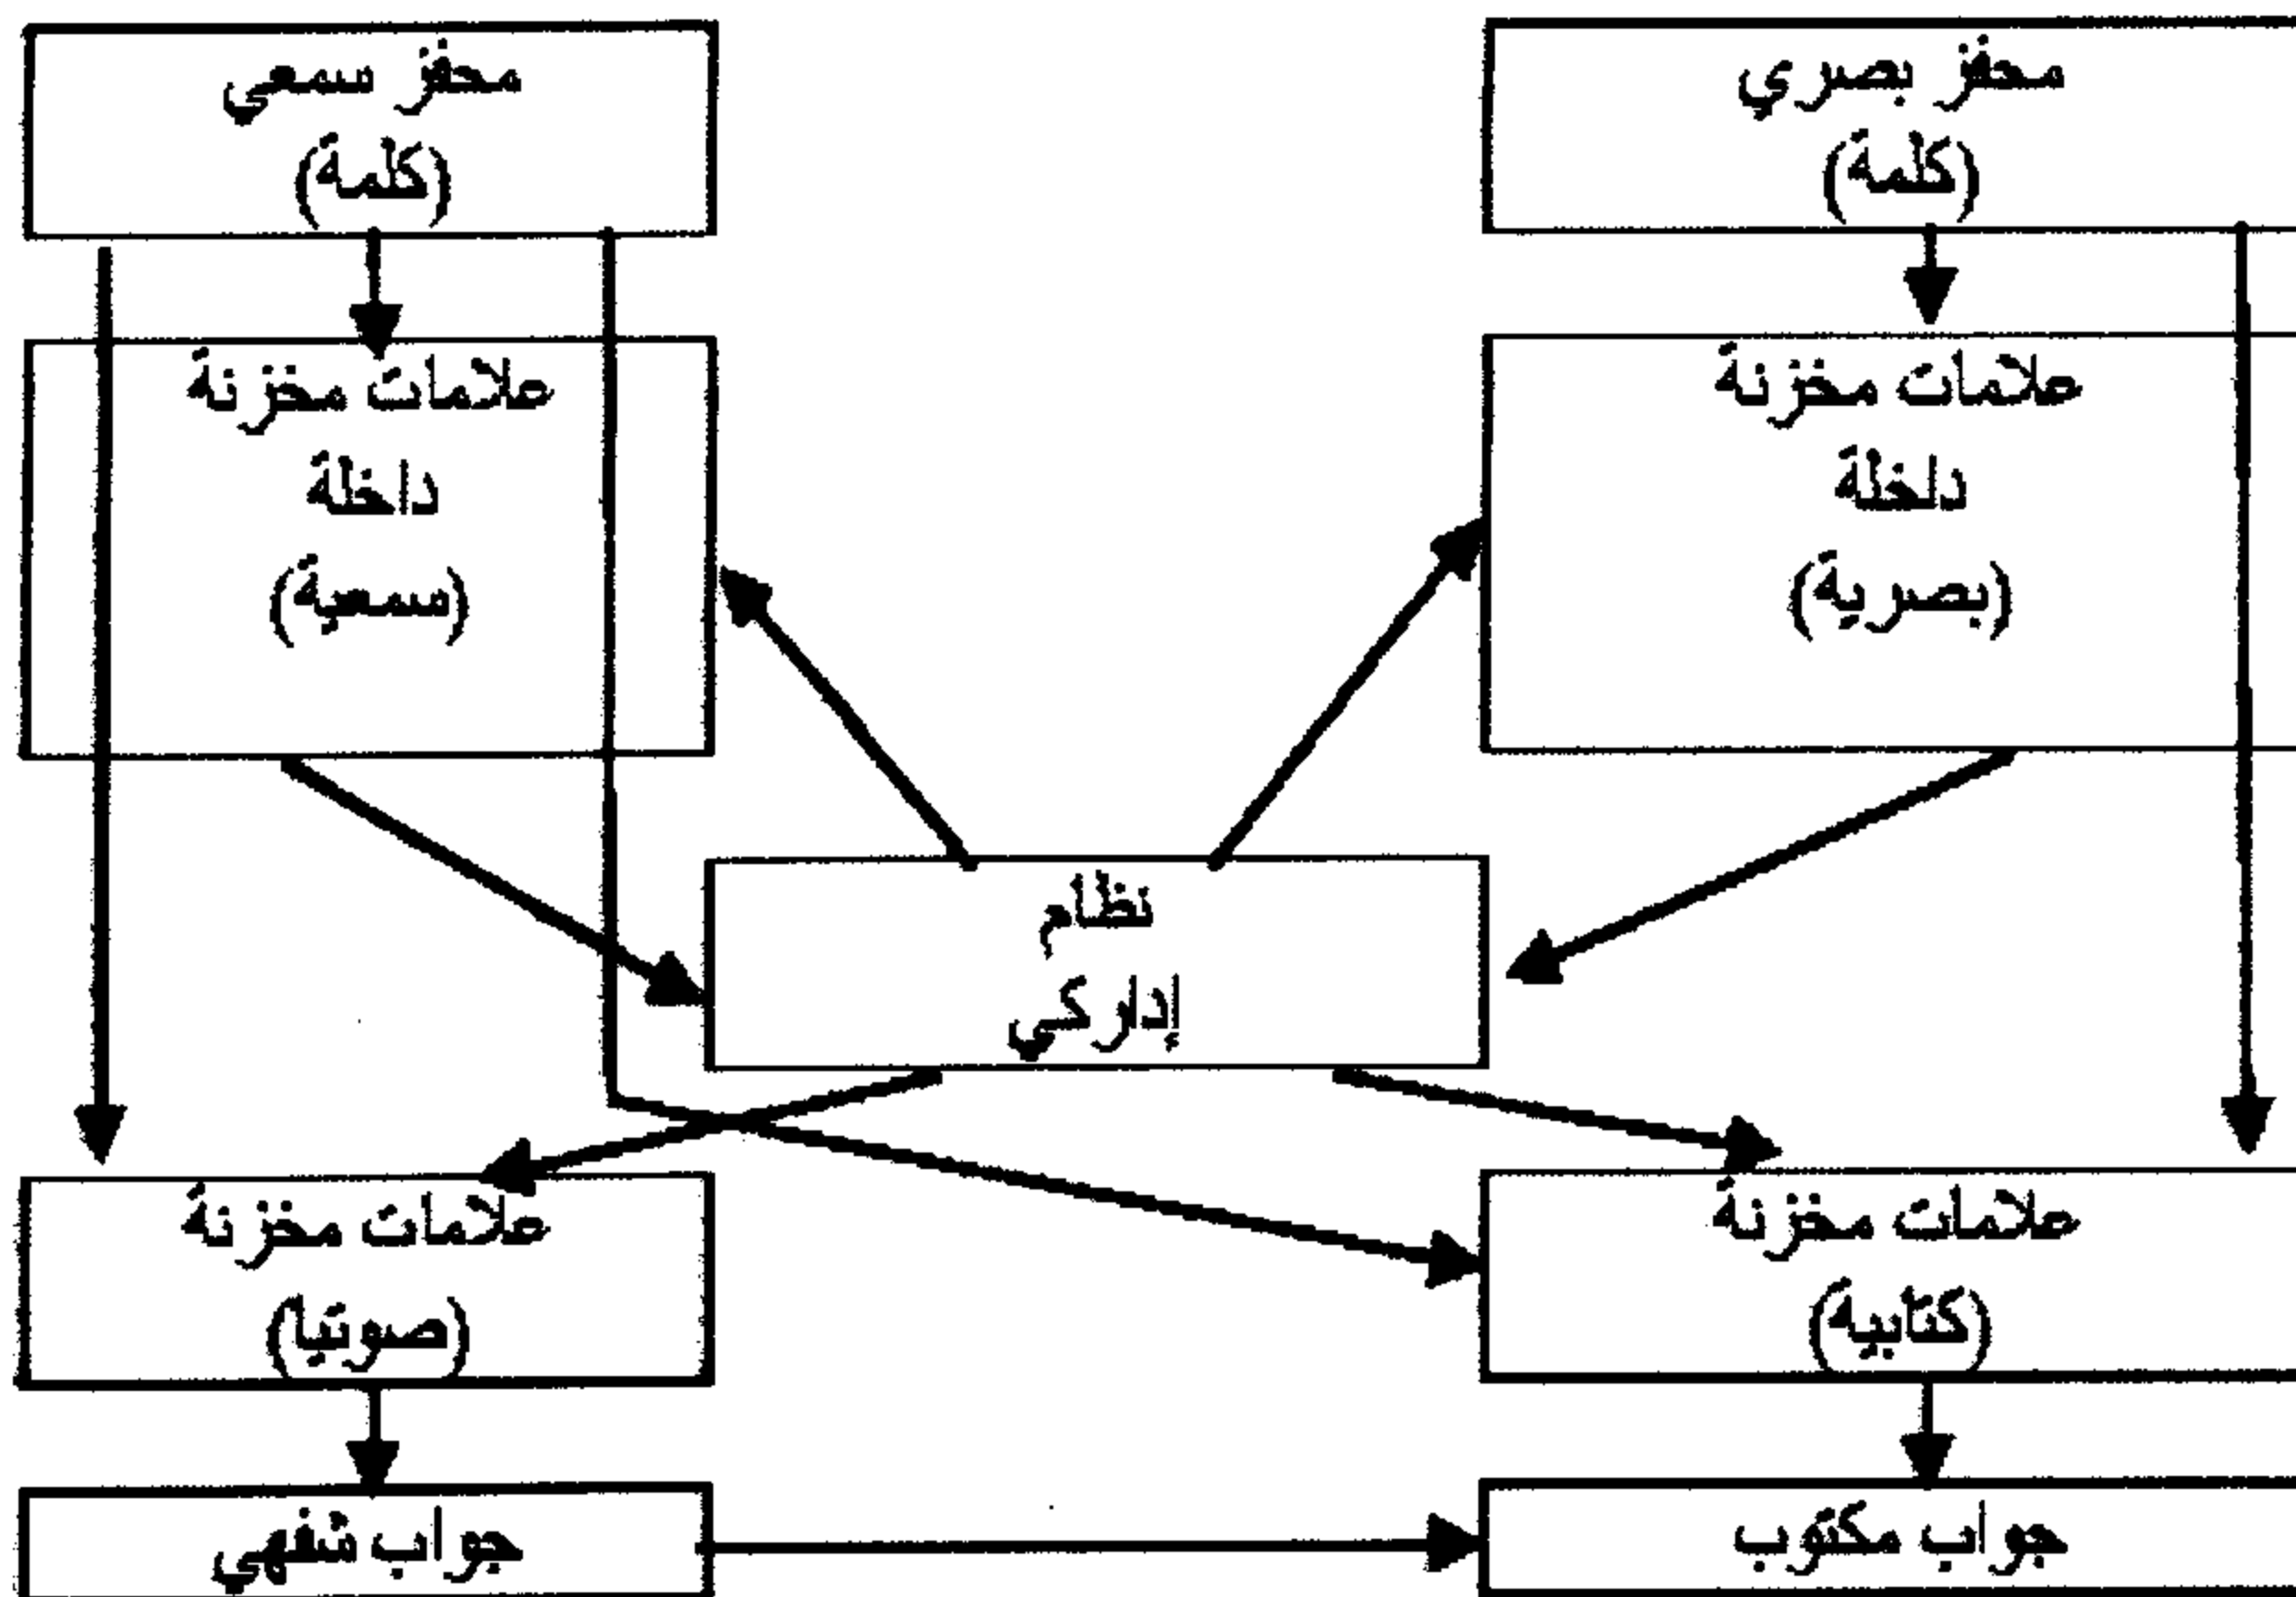 محفز بصري
(كلمة)
محفز سمعي
(كلمة)
علامات مخزنة
داخلة
(بصرية)
علامات مخزنة
داخلة
(سمعية)
نظام
إداركي
علامات مخزنة
(كتابية)
علامات مخزنة
(صوتيا)
جواب مكتوب
جواب شفهي